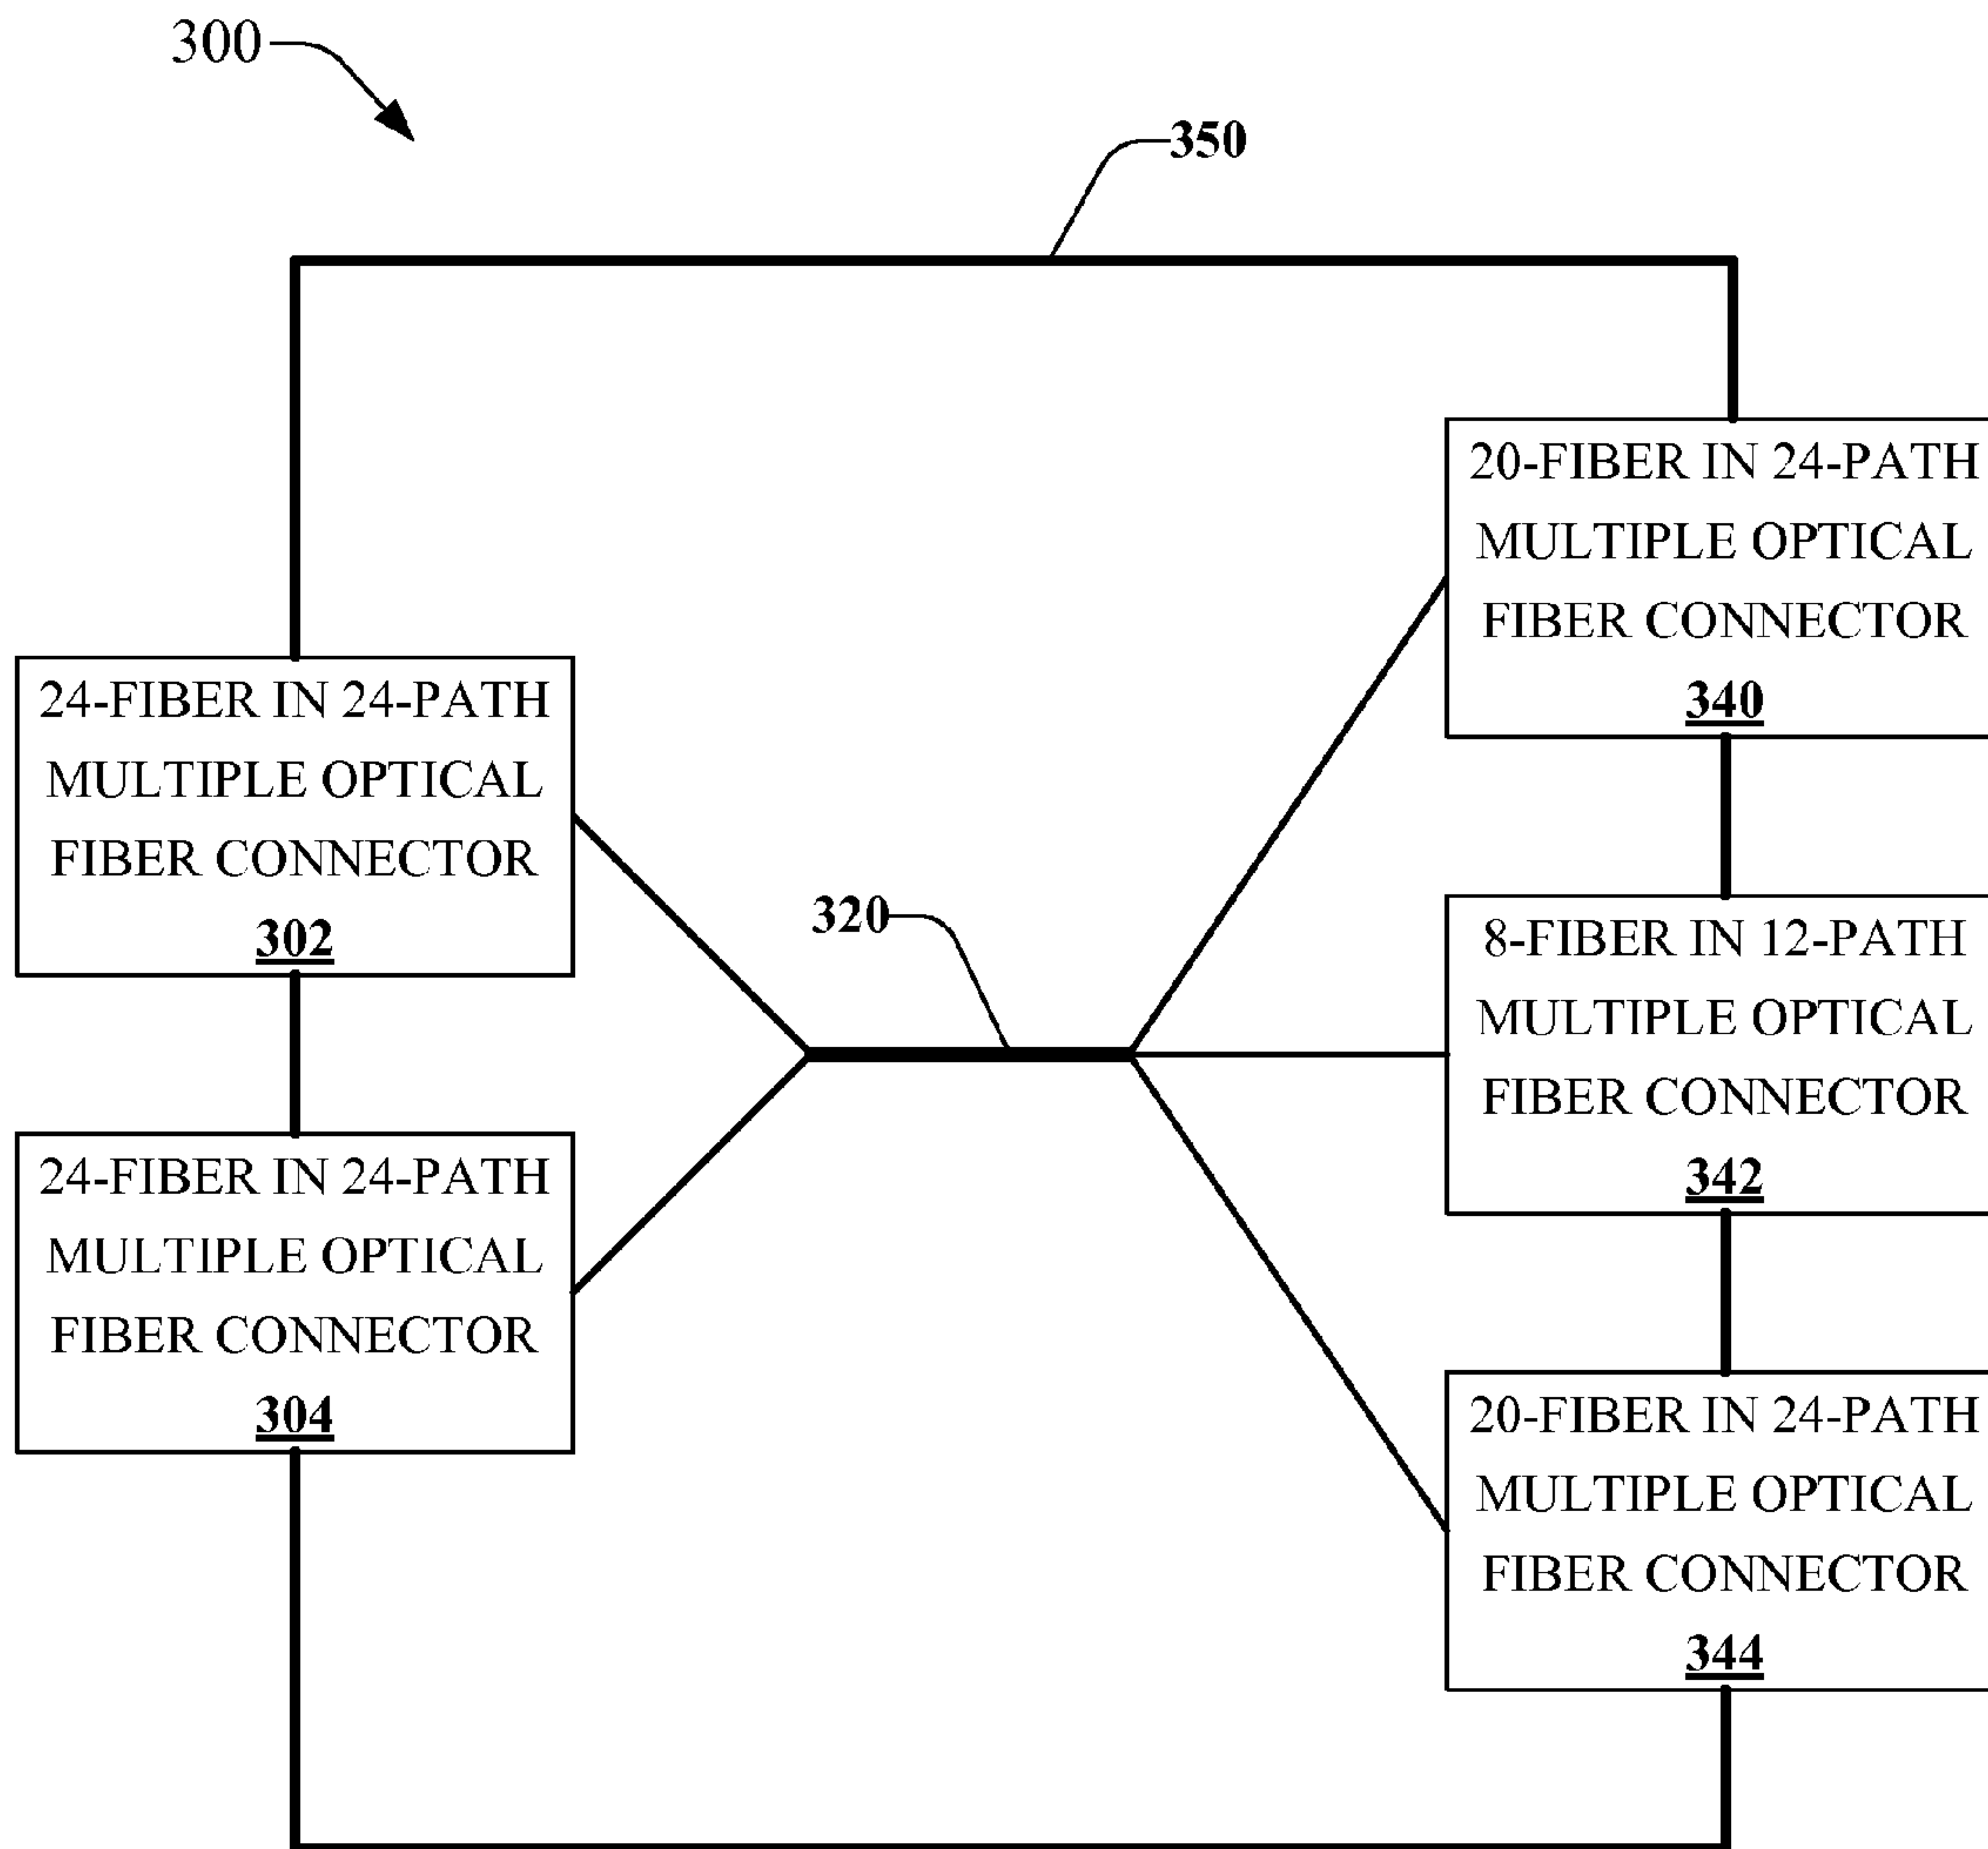 300
350
20-FIBER IN 24-PATH
MULTIPLE OPTICAL
FIBER CONNECTOR
340
24-FIBER IN 24-PATH
MULTIPLE OPTICAL
FIBER CONNECTOR
302
320
8-FIBER IN 12-PATH
MULTIPLE OPTICAL
FIBER CONNECTOR
342
24-FIBER IN 24-PATH
MULTIPLE OPTICAL
FIBER CONNECTOR
304
20-FIBER IN 24-PATH
MULTIPLE OPTICAL
FIBER CONNECTOR
344